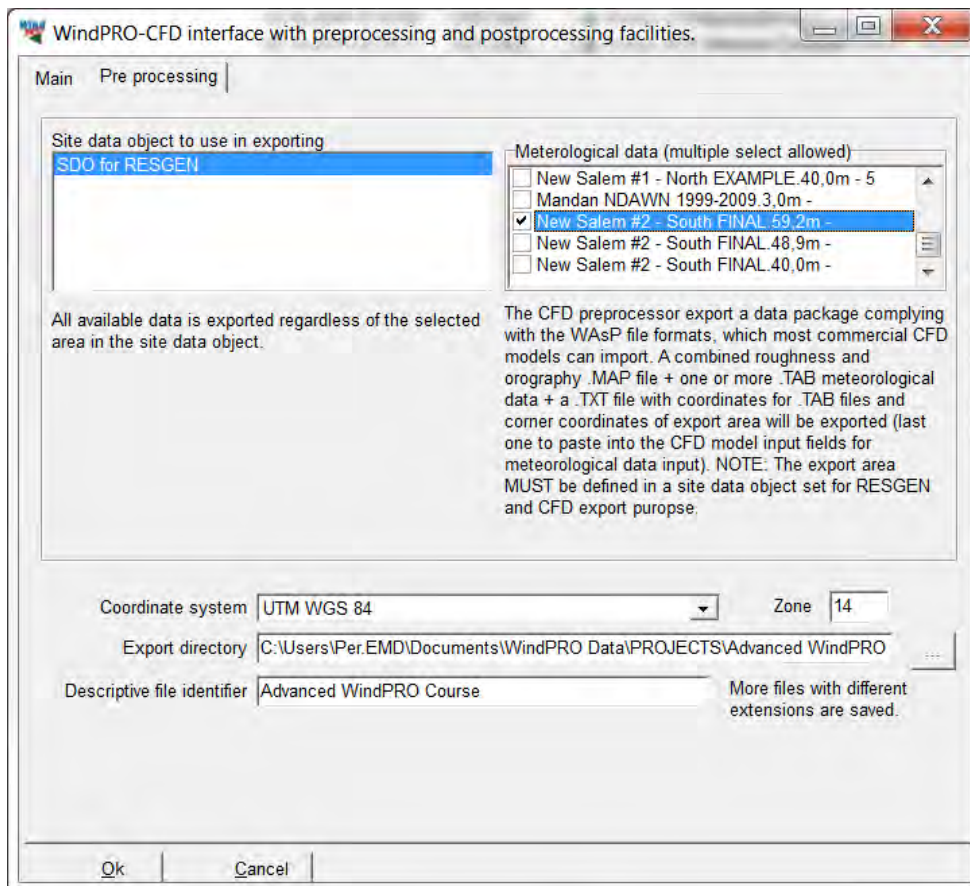 WindPRO-CFD interface with preprocessing and postprocessing facilities.
Main Pre processing
Site data object to use in exporting
SDO for RESGEN
All available data is exported regardless of the selected
area in the site data object.
Meterological data (multiple select allowed)
New Salem #1 - North EXAMPLE.40,0m - 5
Mandan NDAWN 1999-2009.3,0m -
New Salem #2 - South FINAL.59,2m -
New Salem #2 - South FINAL.48,9m -
New Salem #2 - South FINAL.40,0m -
The CFD preprocessor export a data package complying
with the WAsP file formats, which most commercial CFD
models can import. A combined roughness and
orography .MAP file + one or more .TAB meteorological
data + a .TXT file with coordinates for .TAB files and
corner coordinates of export area will be exported (last
one to paste into the CFD model input fields for
meteorological data input). NOTE: The export area
MUST be defined in a site data object set for RESGEN
and CFD export puropse.
Coordinate system UTM WGS 84 Zone 14
Export directory C:\Users\Per.EMD\Documents\WindPRO Data\PROJECTS\Advanced WindPRO ...
Descriptive file identifier Advanced WindPRO Course
More files with different
extensions are saved.
Ok Cancel